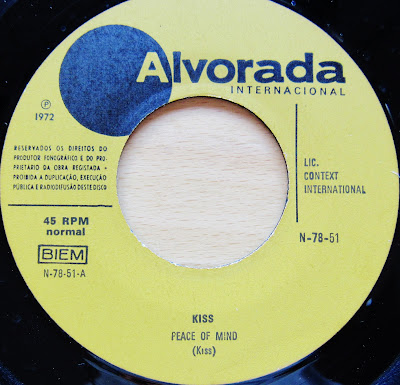 Alvorada
INTERNACIONAL
Ⓟ
1972
RESERVADOS OS DIREITOS DO
PRODUTOR FONOGRÁFICO E DO PRO-
PRIETÁRIO DA OBRA REGISTADA •
PROIBIDA A DUPLICAÇÃO, EXECUÇÃO
PÚBLICA E RADIODIFUSÃO DESTE DISCO
LIC.
CONTEXT
INTERNATIONAL
45 RPM
normal
N-78-51
BIEM
N-78-51-A
KISS
PEACE OF MIND
(Kiss)